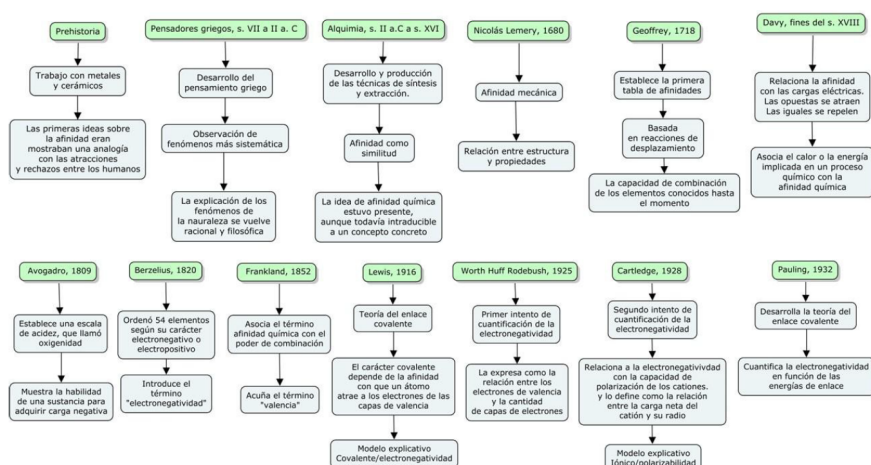 Prehistoria
Trabajo con metales
y cerámicos
Las primeras ideas sobre
la afinidad eran
mostraban una analogía
con las atracciones
y rechazos entre los humanos
Pensadores griegos, s. VII a II a. C
Desarrollo del
pensamiento griego
Observación de
fenómenos más sistemática
La explicación de los
fenómenos de
la nauraleza se vuelve
racional y filosófica
Alquimia, s. II a.C a s. XVI
Desarrollo y producción
de las técnicas de síntesis
y extracción.
Afinidad como
similitud
La idea de afinidad química
estuvo presente,
aunque todavía intraducible
a un concepto concreto
Nicolás Lemery, 1680
Afinidad mecánica
Relación entre estructura
y propiedades
Geoffrey, 1718
Establece la primera
tabla de afinidades
Basada
en reacciones de
desplazamiento
La capacidad de combinación
de los elementos conocidos hasta
el momento
Davy, fines del s. XVIII
Relaciona la afinidad
con las cargas eléctricas.
Las opuestas se atraen
Las iguales se repelen
Asocia el calor o la energía
implicada en un proceso
químico con la
afinidad química
Avogadro, 1809
Establece una escala
de acidez, que llamó
oxigenidad
Muestra la habilidad
de una sustancia para
adquirir carga negativa
Berzelius, 1820
Ordenó 54 elementos
según su carácter
electronegativo o
electropositivo
Introduce el
término
"electronegatividad"
Frankland, 1852
Asocia el término
afinidad química con el
poder de combinación
Acuña el término
"valencia"
Lewis, 1916
Teoría del enlace
covalente
El carácter covalente
depende de la afinidad
con que un átomo
atrae a los electrones de las
capas de valencia
Modelo explicativo
Covalente/electronegatividad
Worth Huff Rodebush, 1925
Primer intento de
cuantificación de la
electronegatividad
La expresa como la
relación entre los
electrones de valencia
y la cantidad
de capas de electrones
Cartledge, 1928
Segundo intento de
cuantificación de la
electronegatividad
Relaciona a la electronegativivdad
con la capacidad de
polarización de los cationes.
y lo define como la relación
entre la carga neta del
catión y su radio
Modelo explicativo
Iónico/polarizabilidad
Pauling, 1932
Desarrolla la teoría del
enlace covalente
Cuantifica la electronegatividad
en función de las
energías de enlace